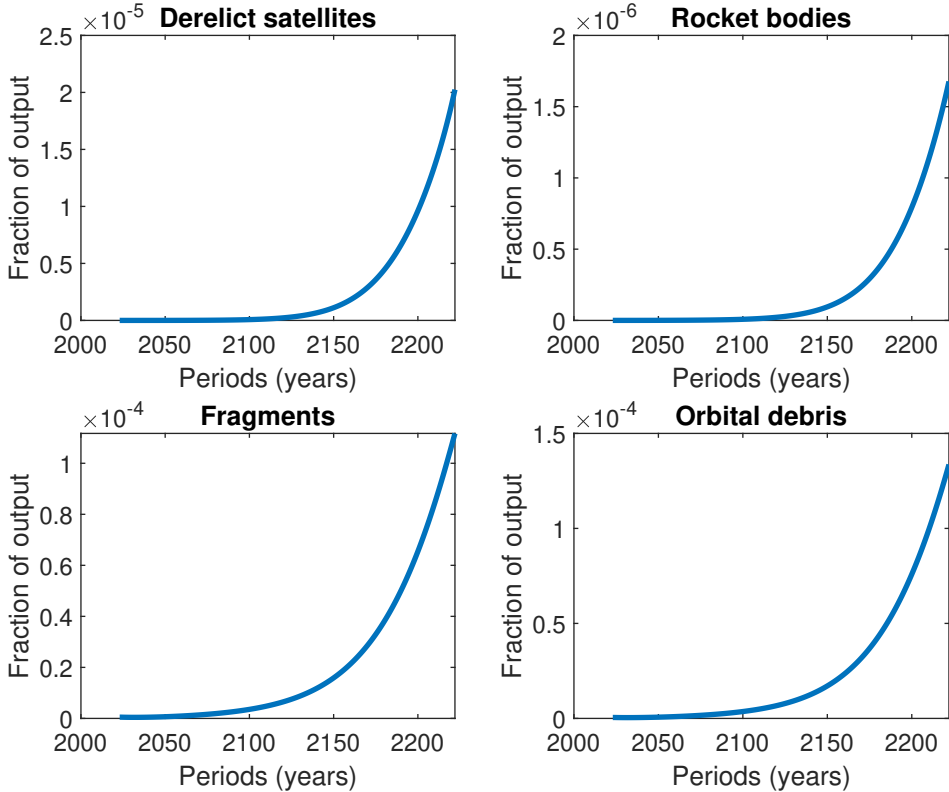 Derelict satellites
×10^-5
2.5
2
1.5
1
0.5
0
2000 2050 2100 2150 2200
Periods (years)
Fraction of output
Rocket bodies
×10^-6
2
1.5
1
0.5
0
2000 2050 2100 2150 2200
Periods (years)
Fraction of output
Fragments
×10^-4
1
0.8
0.6
0.4
0.2
0
2000 2050 2100 2150 2200
Periods (years)
Fraction of output
Orbital debris
×10^-4
1.5
1
0.5
0
2000 2050 2100 2150 2200
Periods (years)
Fraction of output